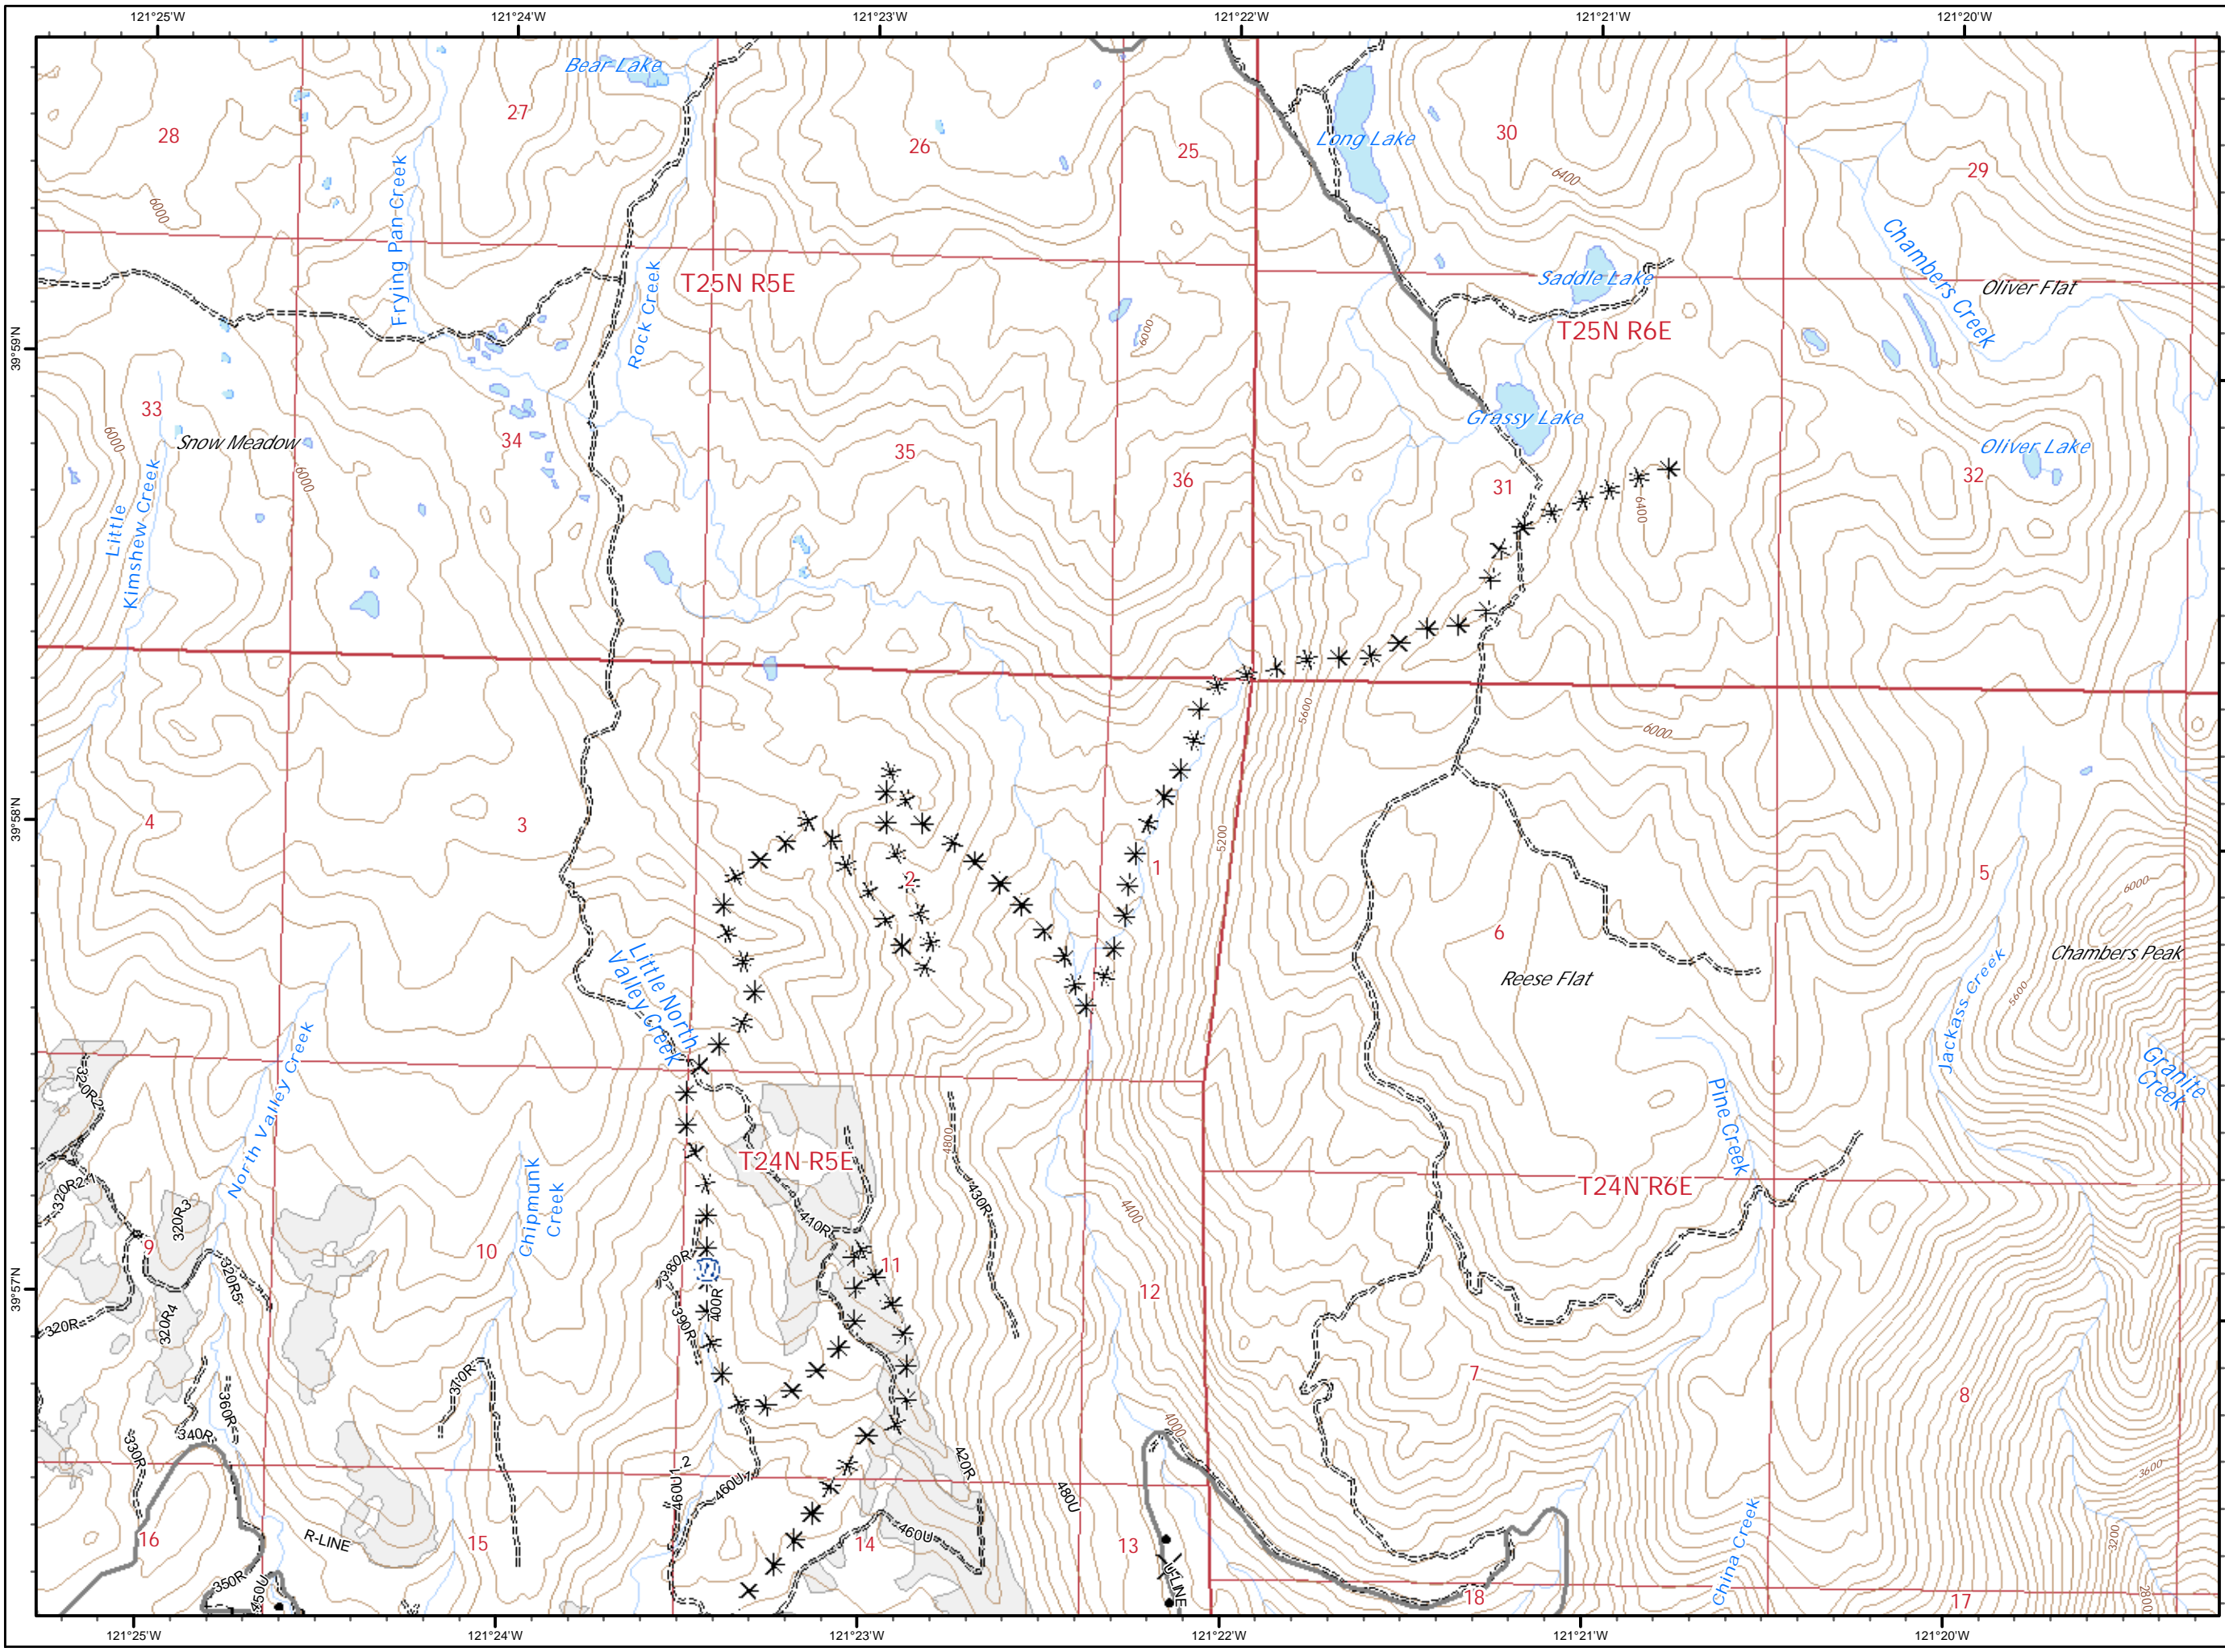 121°25'W 121°24'W 121°23'W 121°22'W 121°21'W 121°20'W
Bear Lake
27
28
26
25
Long Lake
30
29
6400
Frying Pan Creek
6000
Chambers Creek
T25N R5E
Rock Creek
Saddle Lake
Oliver Flat
T25N R6E
39°59'N
6000
33
Snow Meadow
6000
6000
34
35
36
Grassy Lake
31
6400
Oliver Lake
32
Little
Kimshew Creek
5600
6000
39°58'N
4
3
2
1
5200
5
6000
6
Reese Flat
Chambers Peak
5600
Jackass Creek
Little North
Valley Creek
North Valley Creek
Granite
Creek
Pine Creek
320R2
4800
T24N R5E
T24N R6E
320R2.1
320R3
430R
4400
410R
Chipmunk
Creek
9
10
11
12
380R
400R
390R
39°57'N
320R
320R5
320R4
7
8
370R
360R
4000
340R
330R
420R
460U1.2
460U1
480U
3600
16
R-LINE
15
14
460U
13
3200
China Creek
350R
450U
U-LINE
18
17
2800
121°25'W 121°24'W 121°23'W 121°22'W 121°21'W 121°20'W